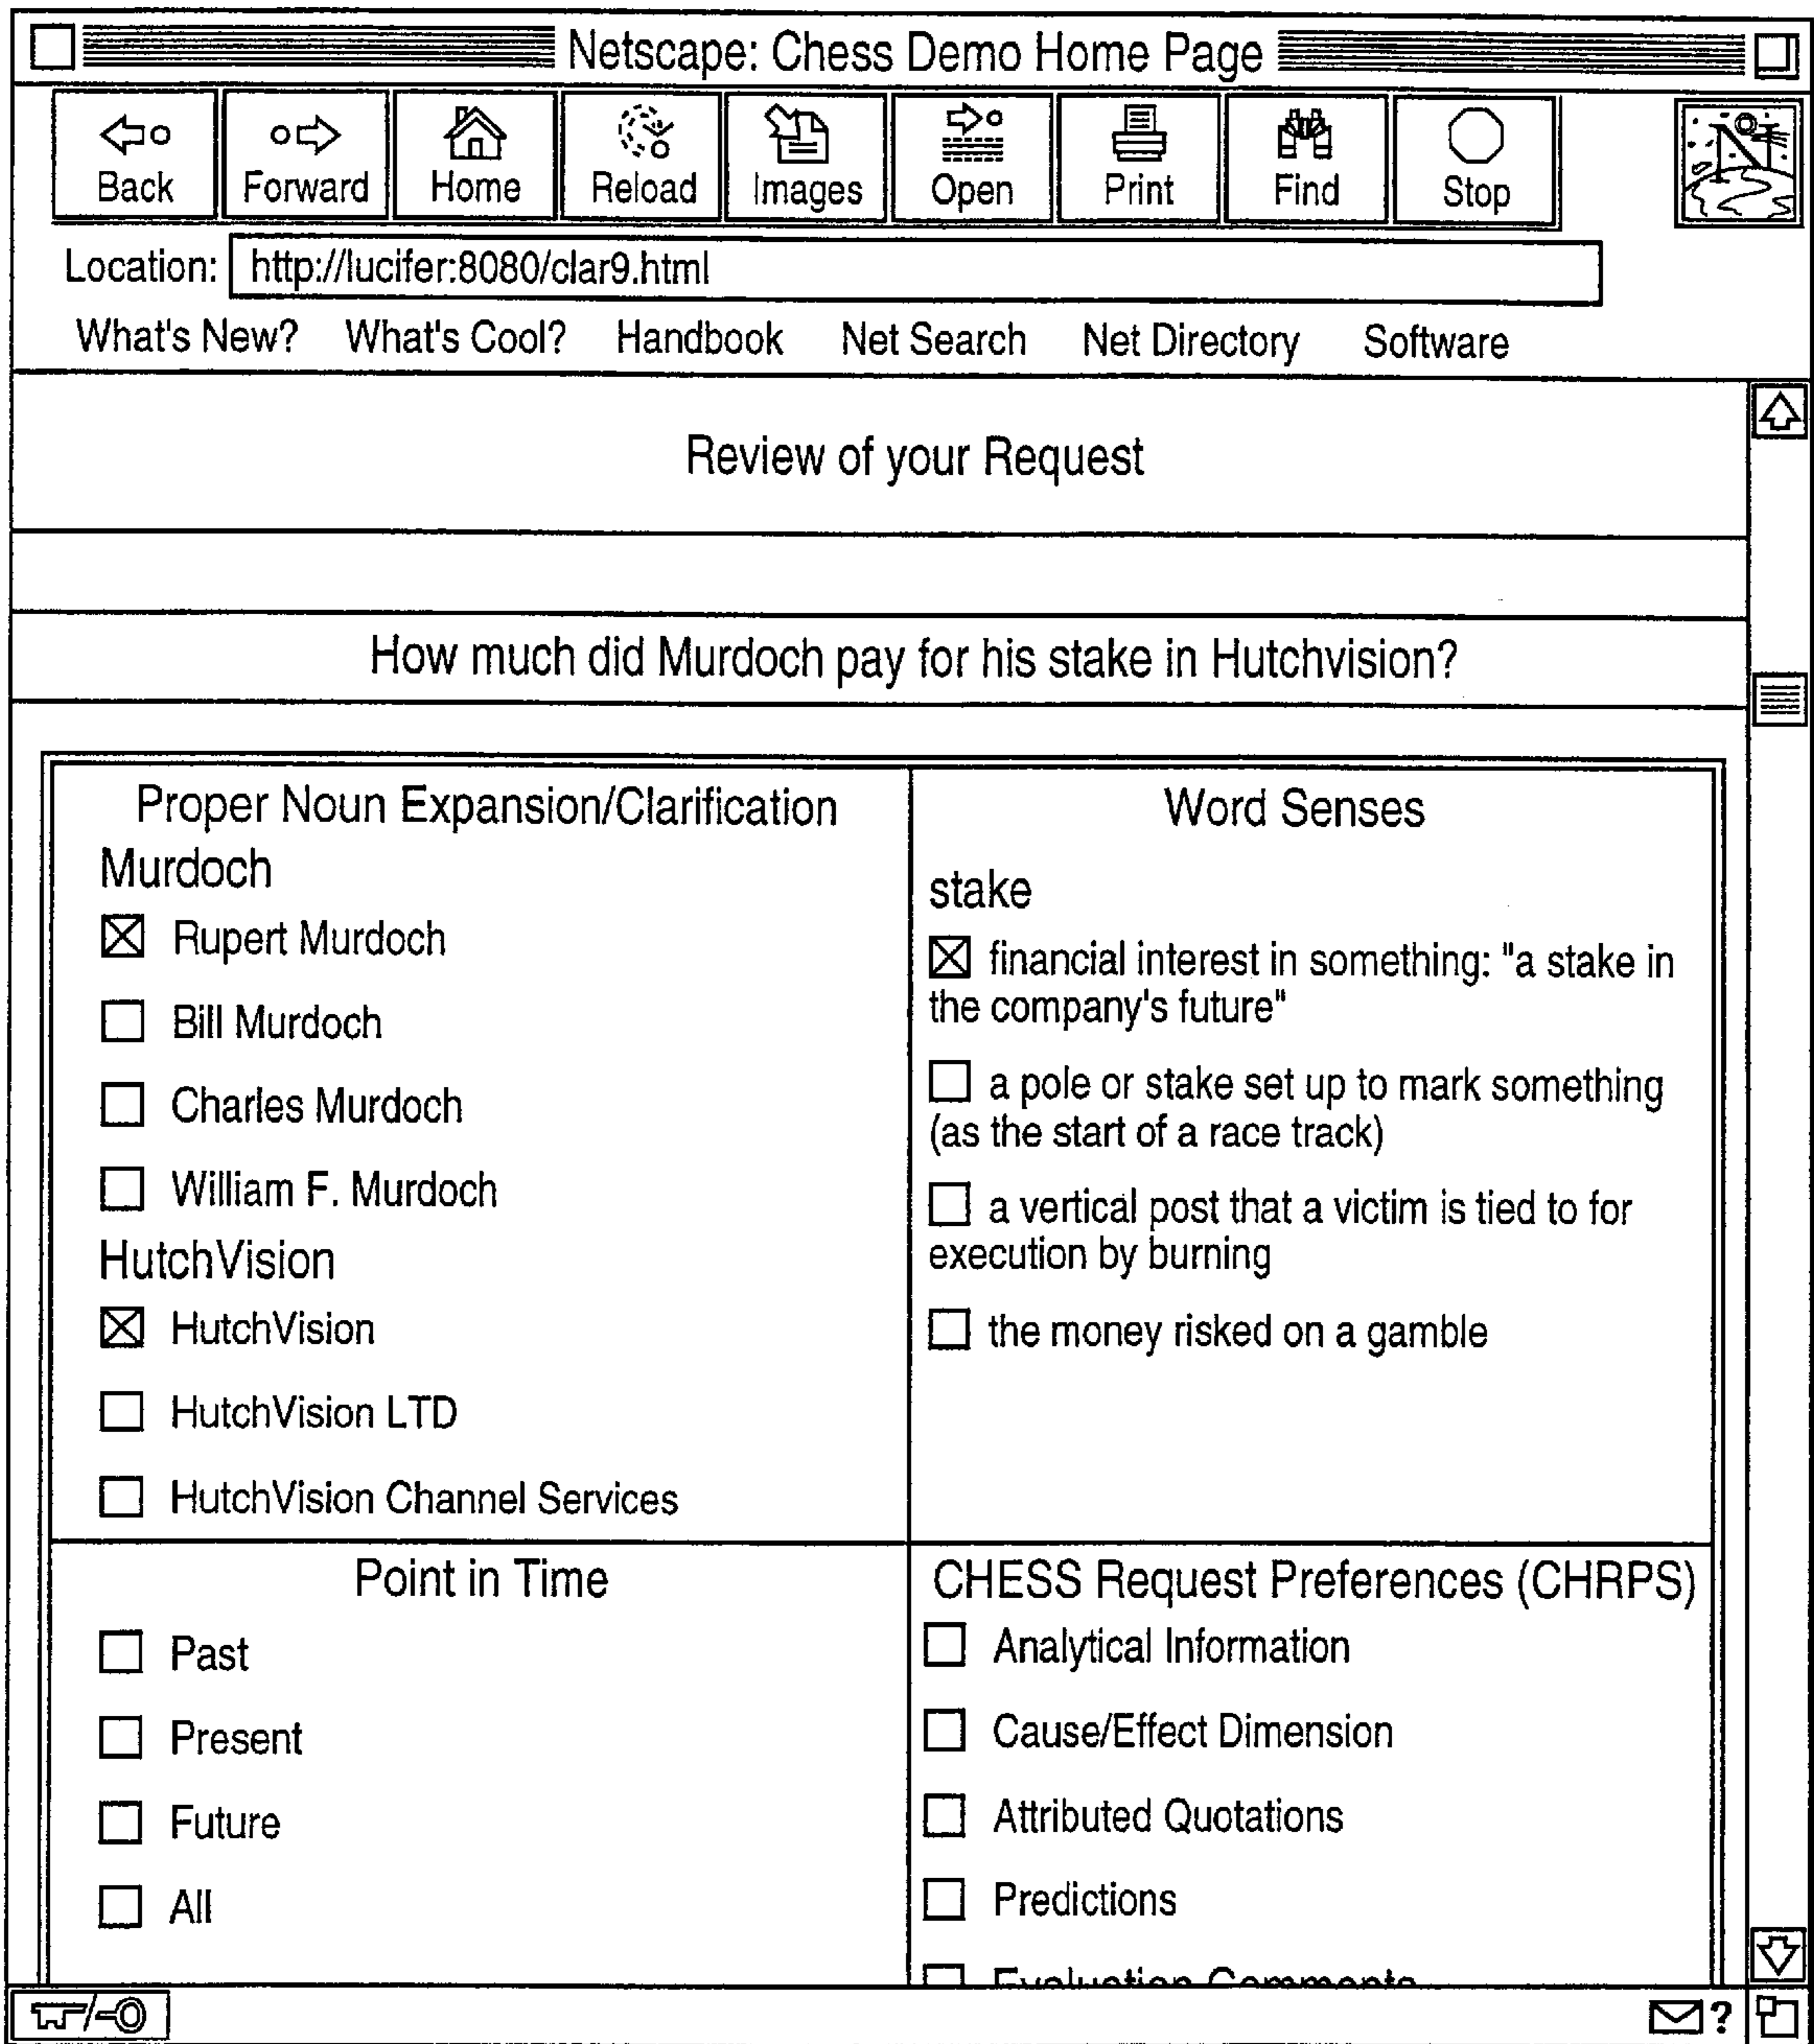 Netscape: Chess Demo Home Page
Back Forward Home Reload Images Open Print Find Stop
N
Location: http://lucifer:8080/clar9.html
What's New? What's Cool? Handbook Net Search Net Directory Software
Review of your Request
How much did Murdoch pay for his stake in Hutchvision?
Proper Noun Expansion/Clarification
Murdoch
Rupert Murdoch
Bill Murdoch
Charles Murdoch
William F. Murdoch
HutchVision
HutchVision
HutchVision LTD
HutchVision Channel Services
Word Senses
stake
financial interest in something: "a stake in
the company's future"
a pole or stake set up to mark something
(as the start of a race track)
a vertical post that a victim is tied to for
execution by burning
the money risked on a gamble
Point in Time
Past
Present
Future
All
CHESS Request Preferences (CHRPS)
Analytical Information
Cause/Effect Dimension
Attributed Quotations
Predictions
Evaluation Comments
?